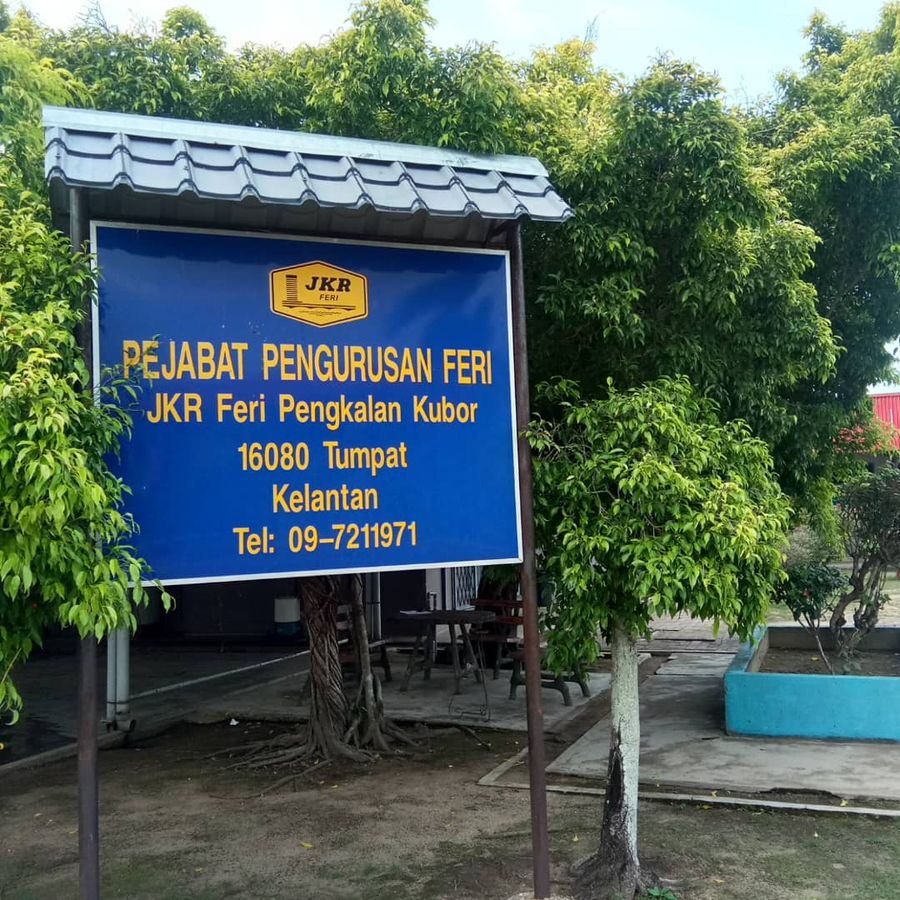 JKR
FERI
PEJABAT PENGURUSAN FERI
JKR Feri Pengkalan Kubor
16080 Tumpat
Kelantan
Tel: 09-7211971